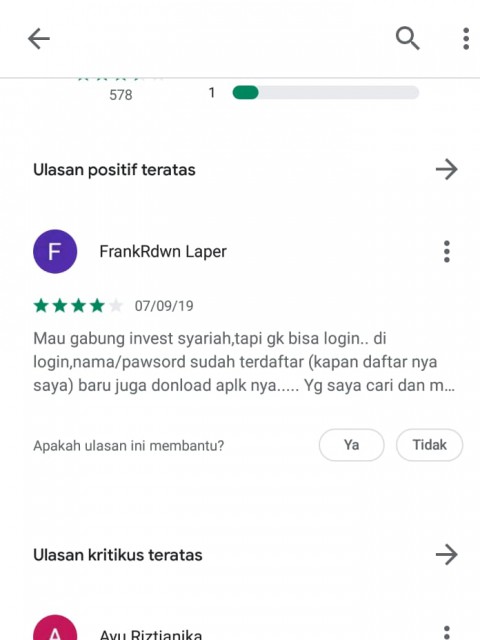 578
1
Ulasan positif teratas
F
FrankRdwn Laper
07/09/19
Mau gabung invest syariah,tapi gk bisa login.. di
login,nama/pawsord sudah terdaftar (kapan daftar nya
saya) baru juga donload aplk nya..... Yg saya cari dan m...
Apakah ulasan ini membantu?
Ya
Tidak
Ulasan kritikus teratas
A
Ayu Riztianika